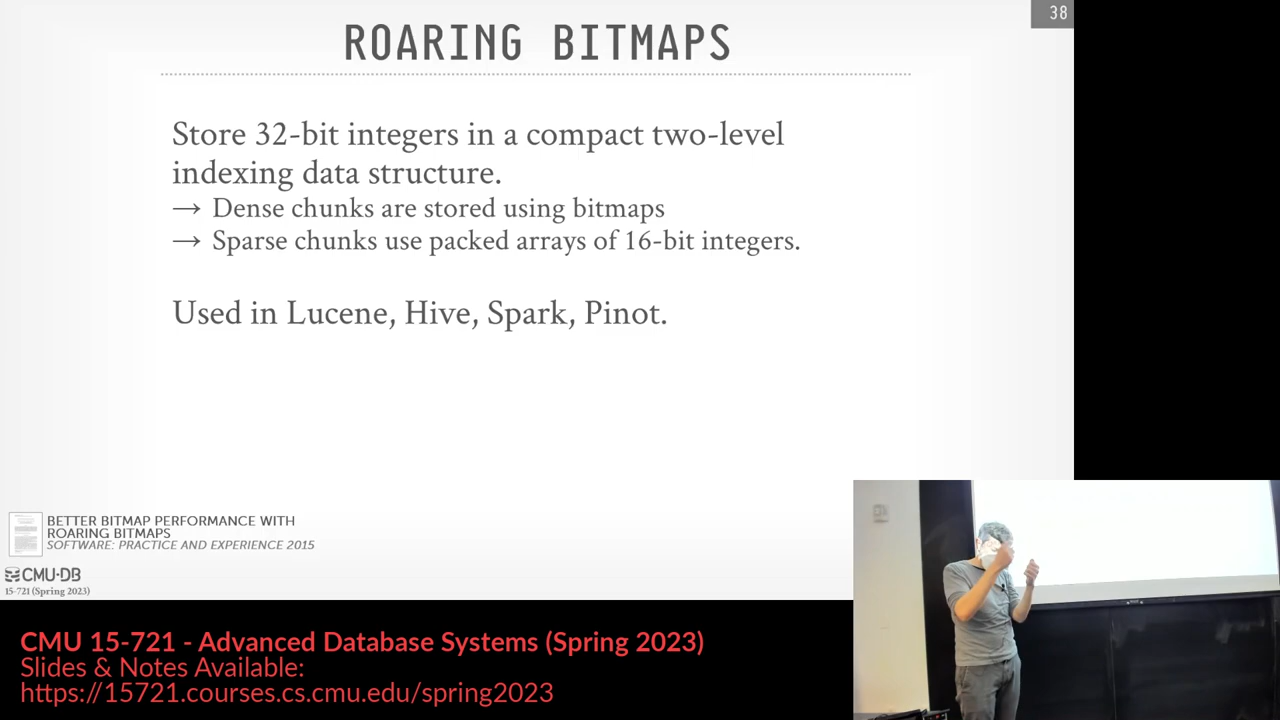 38
ROARING BITMAPS
Store 32-bit integers in a compact two-level
indexing data structure.
→ Dense chunks are stored using bitmaps
→ Sparse chunks use packed arrays of 16-bit integers.
Used in Lucene, Hive, Spark, Pinot.
BETTER BITMAP PERFORMANCE WITH
ROARING BITMAPS
SOFTWARE: PRACTICE AND EXPERIENCE 2015
CMU·DB
15-721 (Spring 2023)
CMU 15-721 - Advanced Database Systems (Spring 2023)
Slides & Notes Available:
https://15721.courses.cs.cmu.edu/spring2023